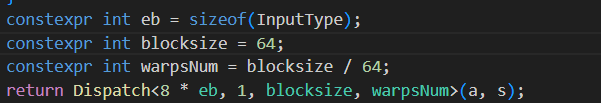 constexpr int eb = sizeof(InputType);
constexpr int blocksize = 64;
constexpr int warpsNum = blocksize / 64;
return Dispatch<8 * eb, 1, blocksize, warpsNum>(a, s);